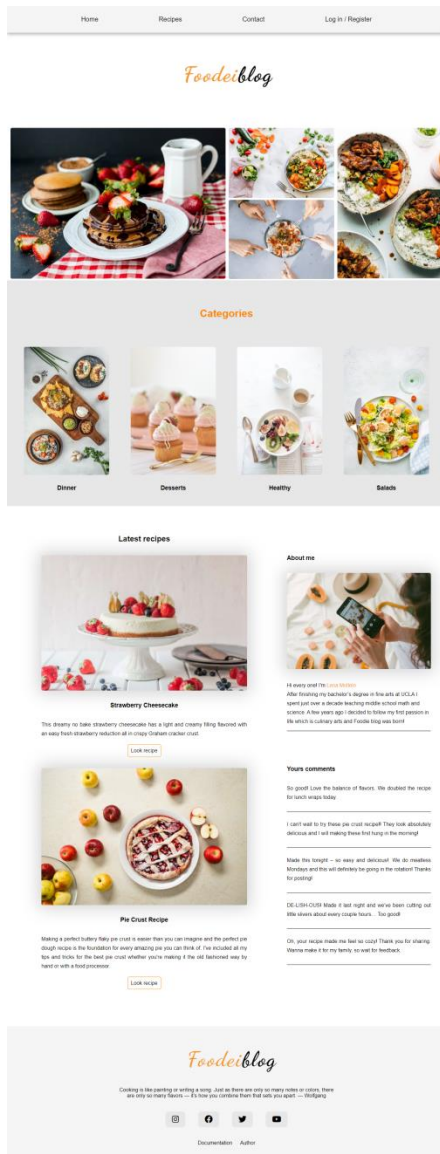 Home Recipes Contact Log in / Register
Foodeiblog
Categories
Dinner Desserts Healthy Salads
Latest recipes
Strawberry Cheesecake
This dreamy no bake strawberry cheesecake has a light and creamy filling flavored with
an easy fresh strawberry reduction all in crispy Graham cracker crust.
Look recipe
Pie Crust Recipe
Making a perfect buttery flaky pie crust is easier than you can imagine and the perfect pie
dough recipe is the foundation for every amazing pie you can think of. I've included all my
tips and tricks for the best pie crust whether you're making it the old fashioned way by
hand or with a food processor.
Look recipe
About me
Hi every one! I'm
After finishing my bachelor's degree in fine arts at UCLA I
spent just over a decade teaching middle school math and
science. A few years ago I decided to follow my first passion in
life which is culinary arts and Foodie blog was born!
Yours comments
So good! Love the balance of flavors. We doubled the recipe
for lunch wraps today.
I can't wait to try these pie crust recipe!! They look absolutely
delicious and I will making these first hung in the morning!
Made this tonight – so easy and delicious! We do meatless
Mondays and this will definitely be going in the rotation! Thanks
for posting!
DE-LISH-OUS! Made it last night and we've been cutting out
little slivers about every couple hours… Too good!
Oh, your recipe made me feel so cozy! Thank you for sharing.
Wanna make it for my family, so wait for feedback.
Foodeiblog
Cooking is like painting or writing a song. Just as there are only so many notes or colors, there
are only so many flavors — it's how you combine them that sets you apart. — Wolfgang
Documentation Author